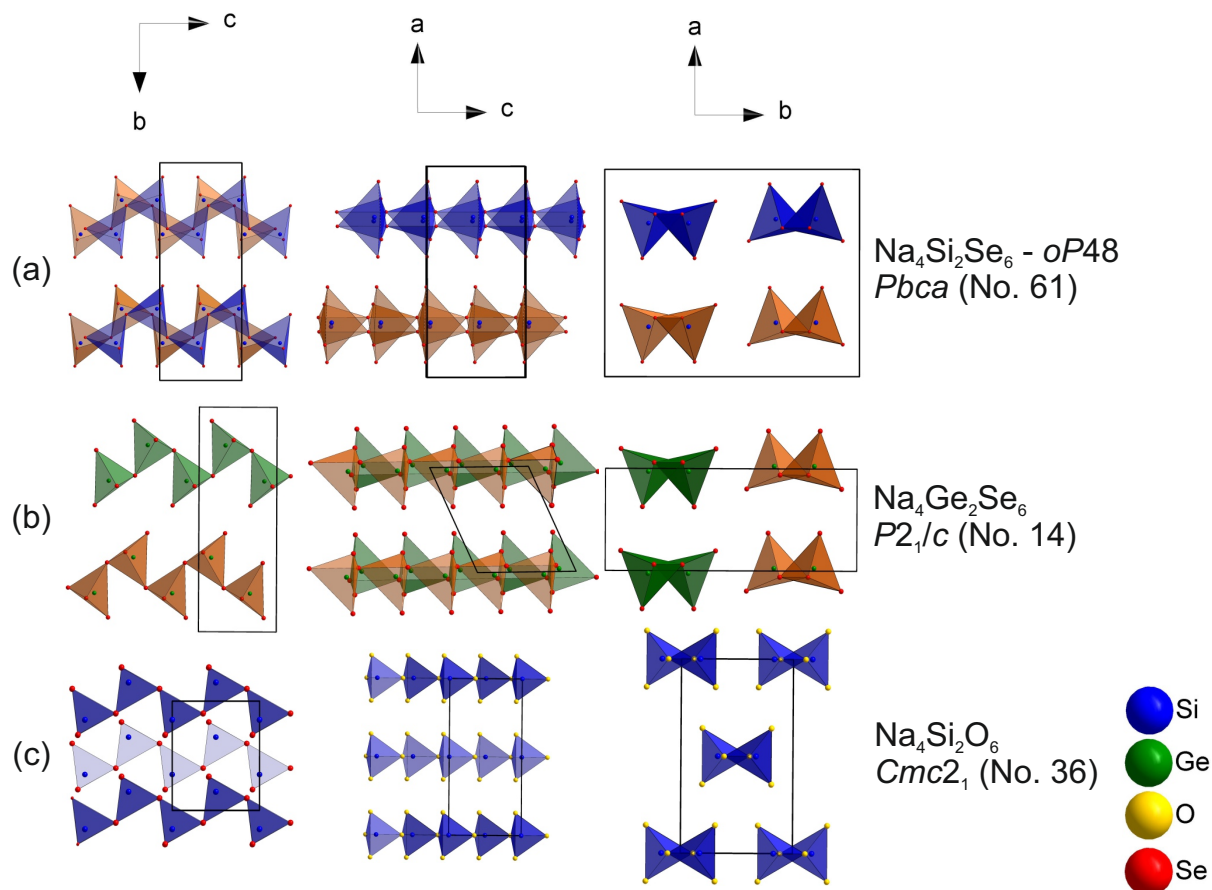 c
b
a
c
a
b
(a)
Na₄Si₂Se₆ - oP48
Pbca (No. 61)
(b)
Na₄Ge₂Se₆
P2₁/c (No. 14)
(c)
Na₄Si₂O₆
Cmc2₁ (No. 36)
Si
Ge
O
Se